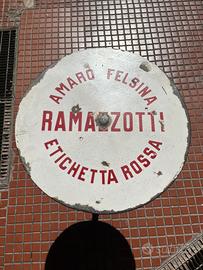 AMARO FELSINA
RAMAZZOTTI
ETICHETTA ROSSA